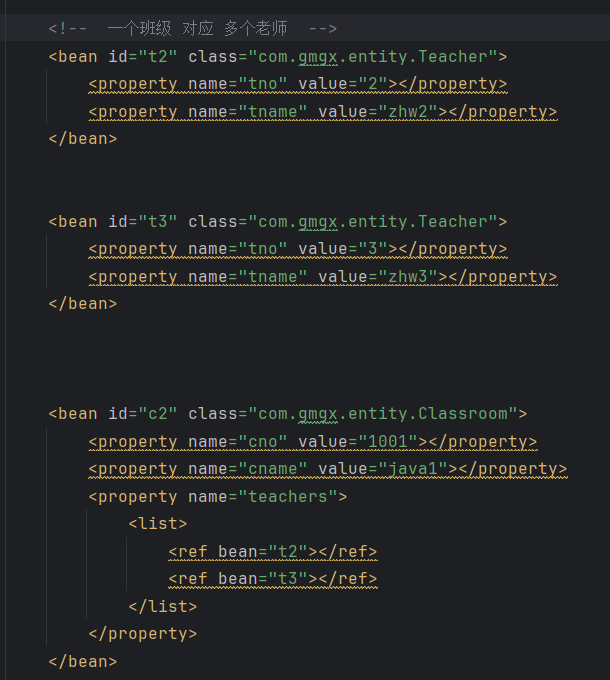 <!--  一个班级 对应 多个老师  -->
<bean id="t2" class="com.gmgx.entity.Teacher">
    <property name="tno" value="2"></property>
    <property name="tname" value="zhw2"></property>
</bean>
<bean id="t3" class="com.gmgx.entity.Teacher">
    <property name="tno" value="3"></property>
    <property name="tname" value="zhw3"></property>
</bean>
<bean id="c2" class="com.gmgx.entity.Classroom">
    <property name="cno" value="1001"></property>
    <property name="cname" value="java1"></property>
    <property name="teachers">
        <list>
            <ref bean="t2"></ref>
            <ref bean="t3"></ref>
        </list>
    </property>
</bean>